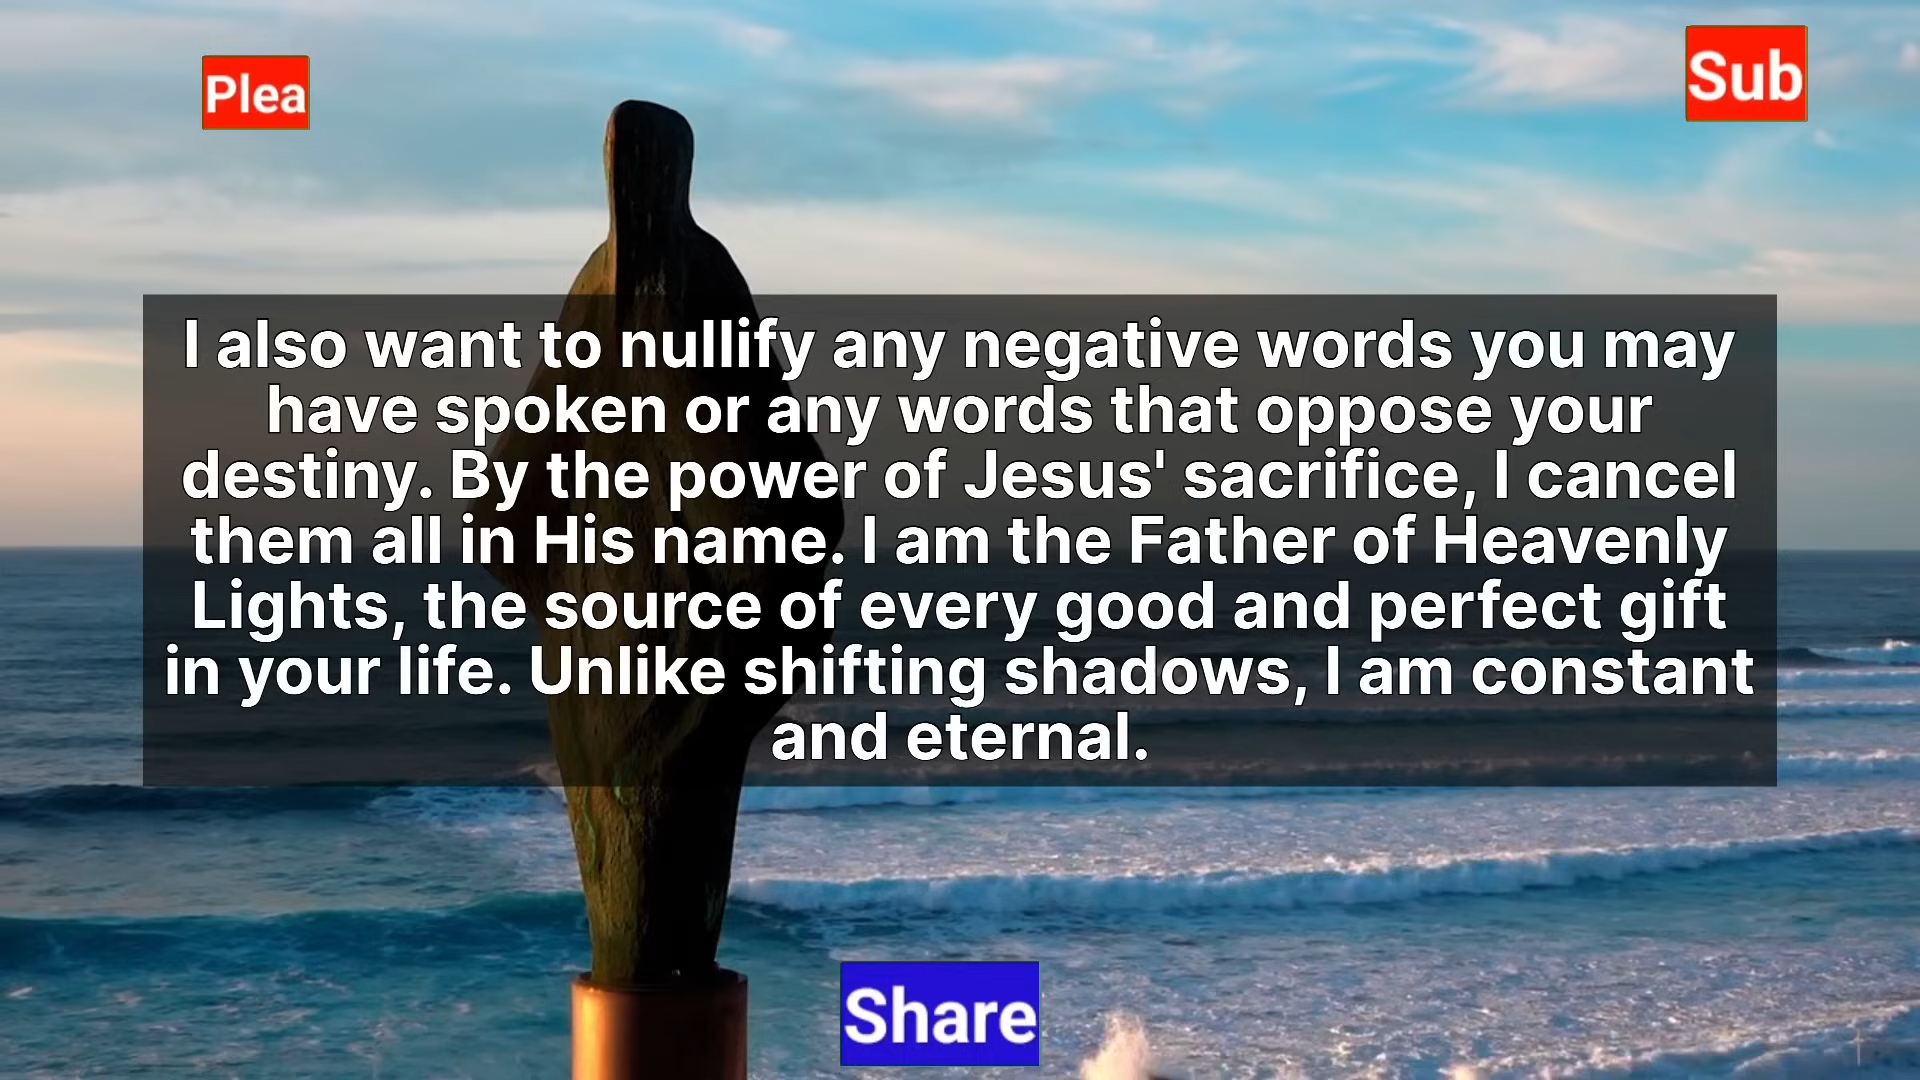 Plea
Sub
I also want to nullify any negative words you may
have spoken or any words that oppose your
destiny. By the power of Jesus' sacrifice, I cancel
them all in His name. I am the Father of Heavenly
Lights, the source of every good and perfect gift
in your life. Unlike shifting shadows, I am constant
and eternal.
Share